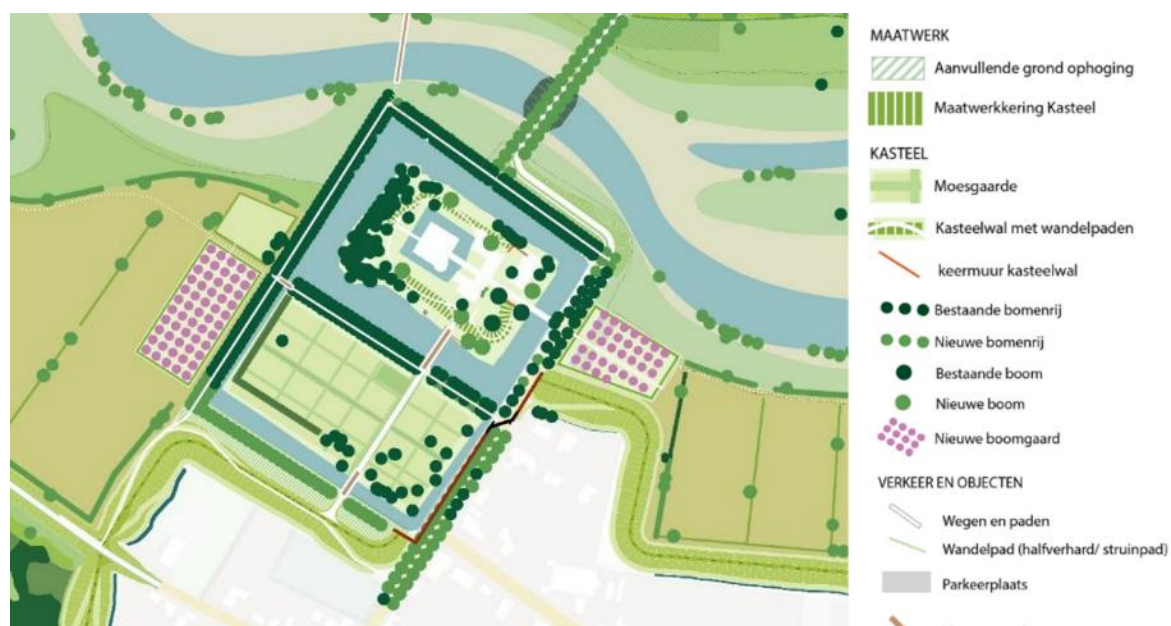 MAATWERK
Aanvullende grond ophoging
Maatwerkkering Kasteel
KASTEEL
Moesgaarde
Kasteelwal met wandelpaden
keermuur kasteelwal
Bestaande bomenrij
Nieuwe bomenrij
Bestaande boom
Nieuwe boom
Nieuwe boomgaard
VERKEER EN OBJECTEN
Wegen en paden
Wandelpad (halfverhard/ struinpad)
Parkeerplaats